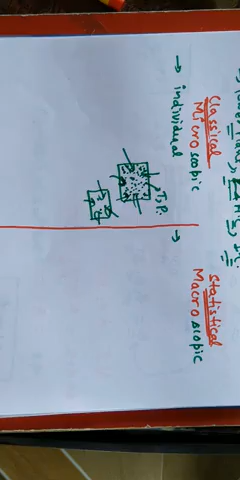 Classical
Microscopic
→ individual
T, P.
Statistical
Macroscopic
→